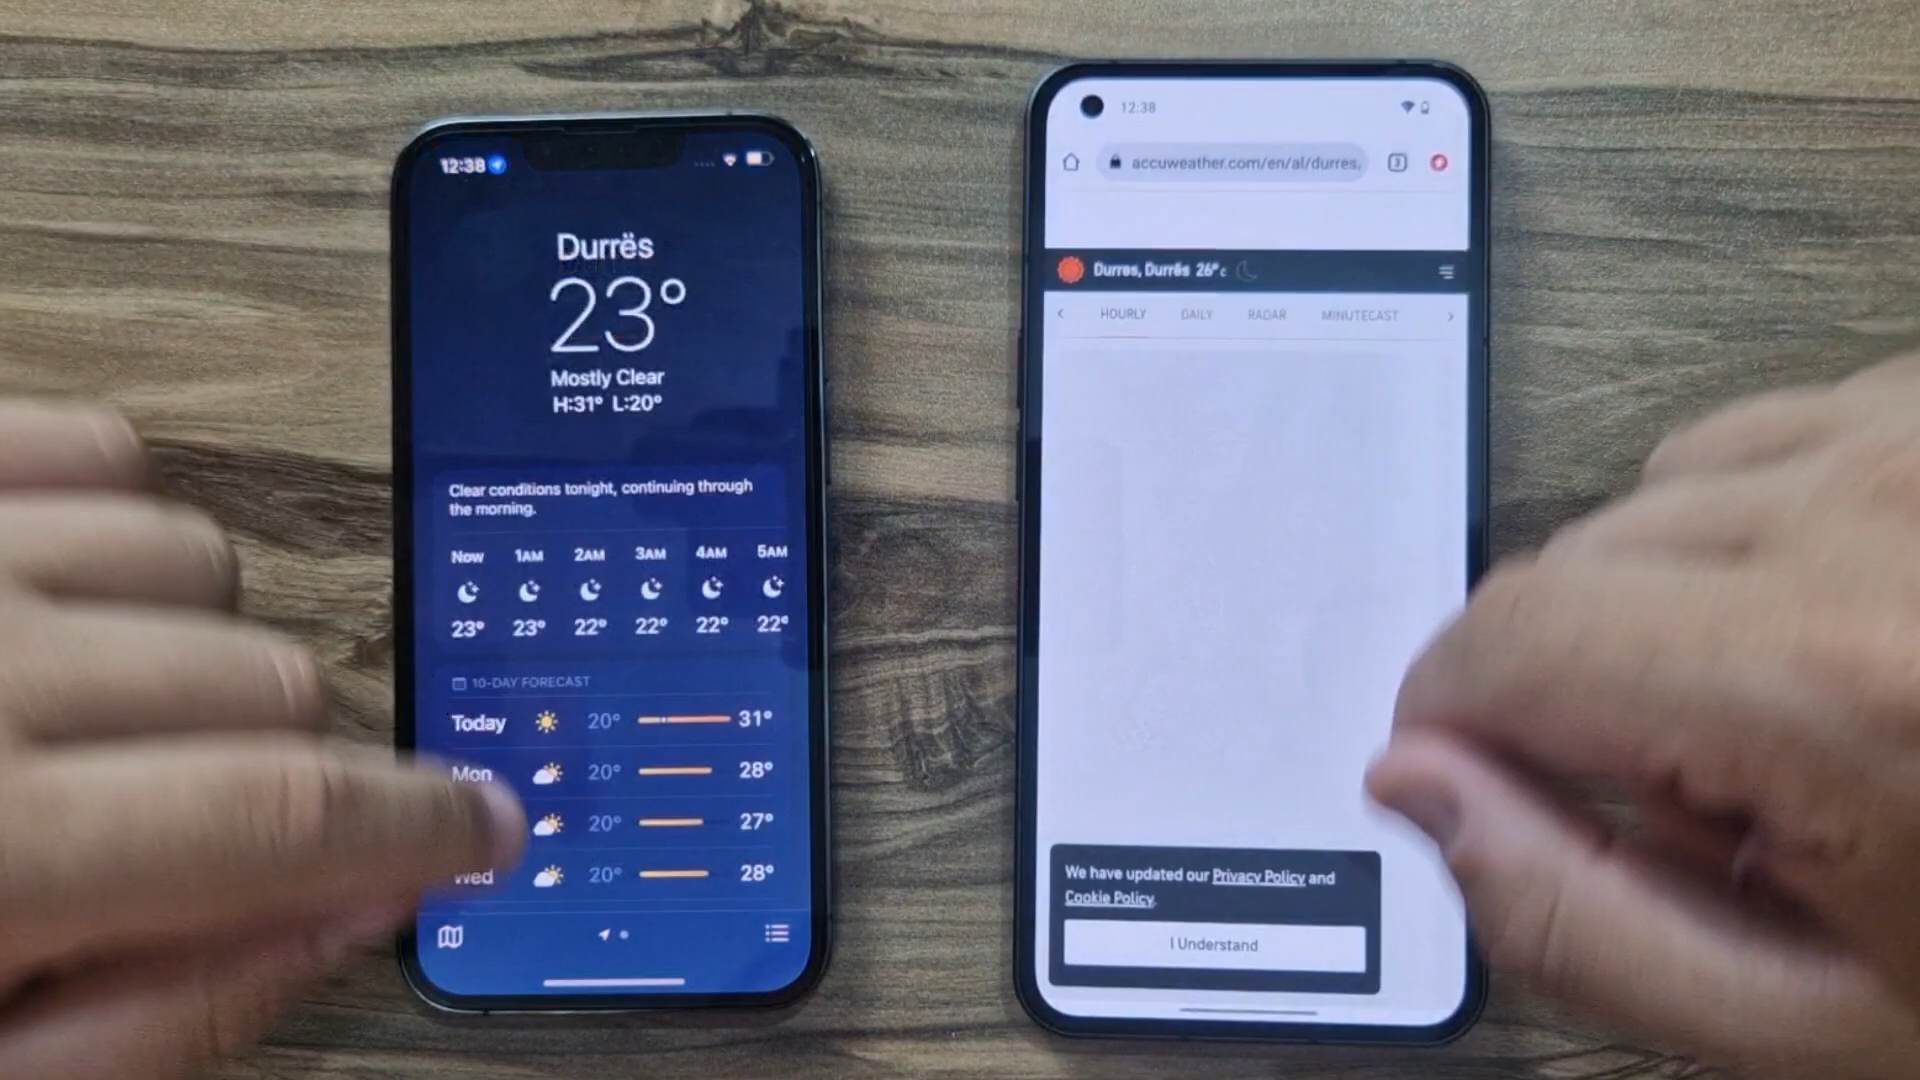 12:38
Durrës
23°
Mostly Clear
H:31° L:20°
Clear conditions tonight, continuing through
the morning.
Now 1AM 2AM 3AM 4AM 5AM
23° 23° 22° 22° 22° 22°
10-DAY FORECAST
Today 20° 31°
Mon 20° 28°
20° 27°
Wed 20° 28°
12:38
accuweather.com/en/al/durres.
3
Durres, Durrës 26°c
HOURLY DAILY RADAR MINUTECAST
We have updated our Privacy Policy and
Cookie Policy.
I Understand